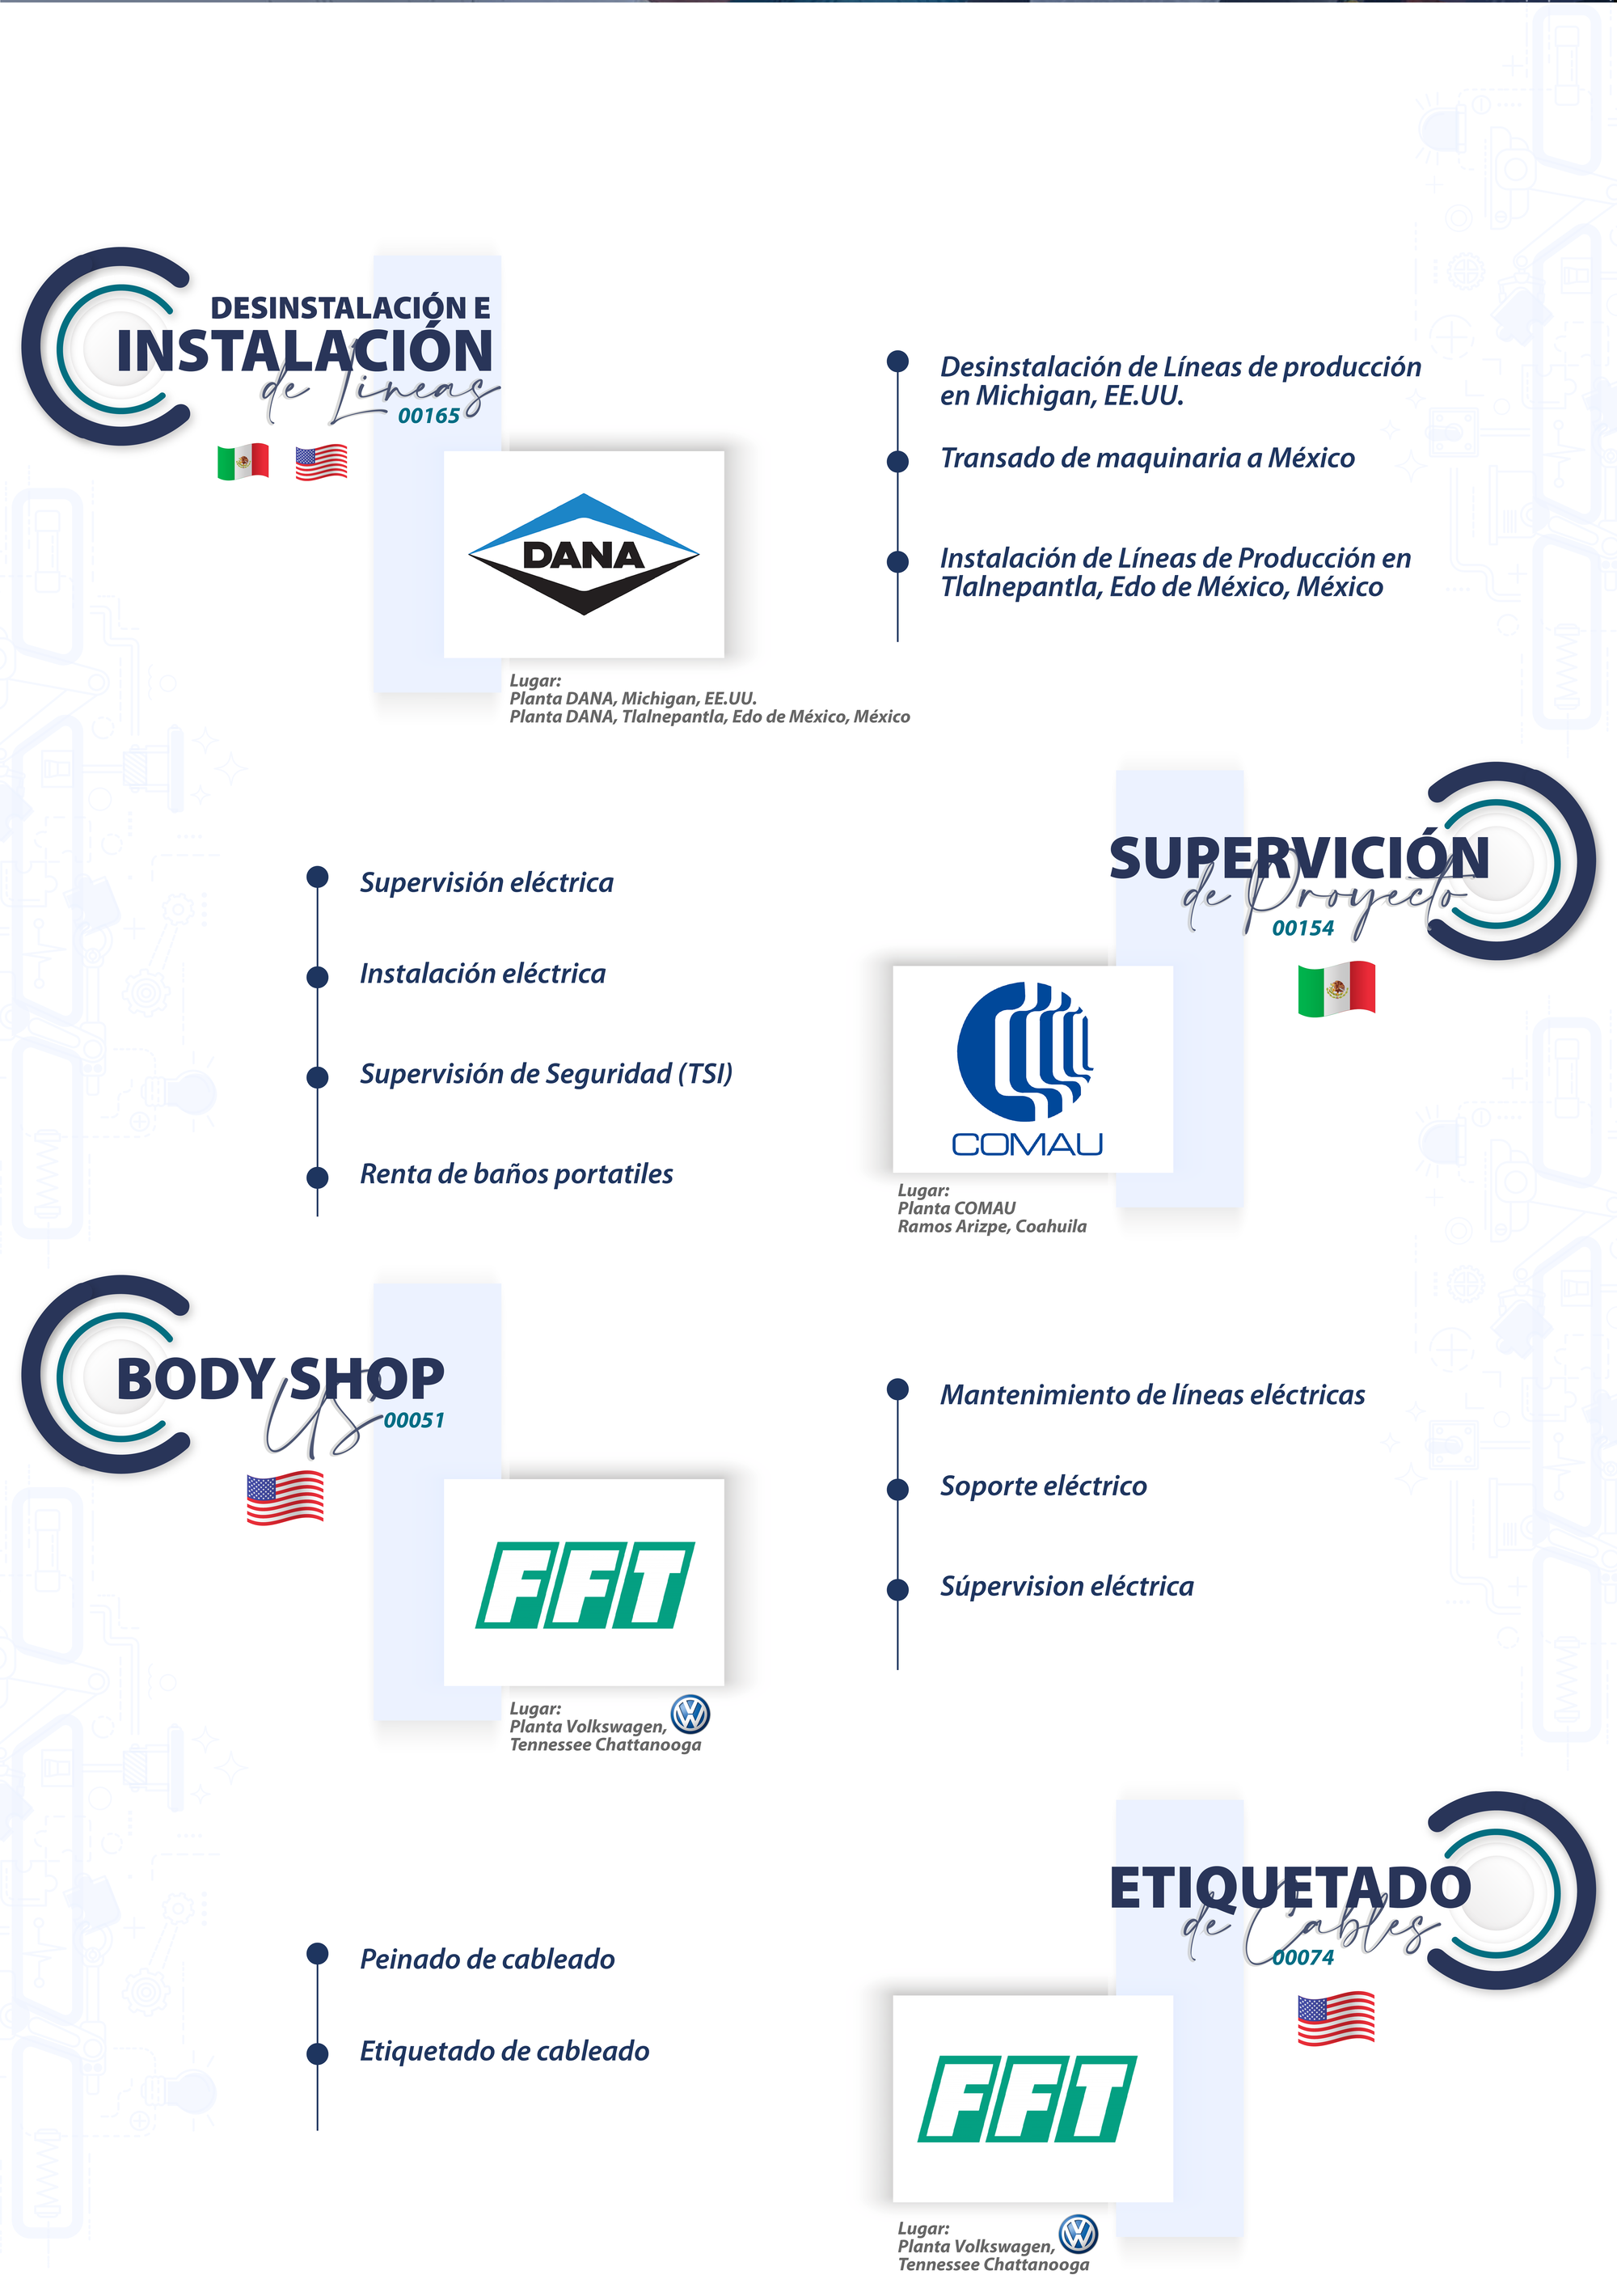 DESINSTALACIÓN E
INSTALACIÓN
de Líneas
00165
DANA
Lugar:
Planta DANA, Michigan, EE.UU.
Planta DANA, Tlalnepantla, Edo de México, México
Desinstalación de Líneas de producción
en Michigan, EE.UU.
Transado de maquinaria a México
Instalación de Líneas de Producción en
Tlalnepantla, Edo de México, México
SUPERVICIÓN
de Proyecto
00154
COMAU
Lugar:
Planta COMAU
Ramos Arizpe, Coahuila
Supervisión eléctrica
Instalación eléctrica
Supervisión de Seguridad (TSI)
Renta de baños portatiles
BODY SHOP
US
00051
FFT
Lugar:
Planta Volkswagen,
Tennessee Chattanooga
Mantenimiento de líneas eléctricas
Soporte eléctrico
Súpervision eléctrica
ETIQUETADO
de Cables
00074
FFT
Lugar:
Planta Volkswagen,
Tennessee Chattanooga
Peinado de cableado
Etiquetado de cableado